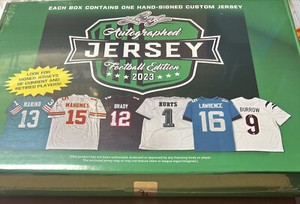 EACH BOX CONTAINS ONE HAND-SIGNED CUSTOM JERSEY
Leaf
Autographed
JERSEY
Football Edition
2023
LOOK FOR
SIGNED JERSEYS
OF CURRENT AND
RETIRED PLAYERS!
MARINO
13
MAHOMES
15
BRADY
12
HURTS
1
LAWRENCE
16
BURROW
9